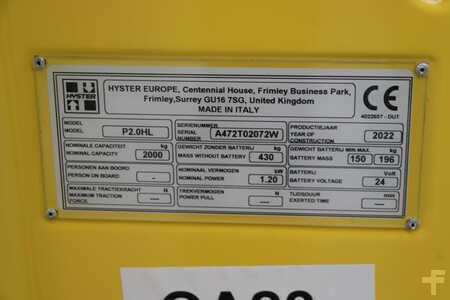 HYSTER
HYSTER EUROPE, Centennial House, Frimley Business Park,
Frimley,Surrey GU16 7SG, United Kingdom
MADE IN ITALY
CE
4022607 - DUT
MODEL
MODEL P2.0HL
SERIENUMMER
SERIAL NUMBER A472T02072W
PRODUCTIEJAAR
YEAR OF CONSTRUCTION 2022
NOMINALE CAPACITEIT kg
NOMINAL CAPACITY 2000
GEWICHT ZONDER BATTERIJ kg
MASS WITHOUT BATTERY 430
GEWICHT BATTERIJ MIN.MAX. kg
BATTERY MASS 150 196
PERSONEN AAN BOORD
PERSON ON BOARD -
NOMINAAL VERMOGEN kW
NOMINAL POWER 1.20
BATTERIJ Volt
BATTERY VOLTAGE 24
MAXIMALE TRACTIEKRACHT N
MAXIMUM TRACTION FORCE ----
TREKVERMOGEN N
POWER PULL ----
TIJDSDUUR min
EXERTED TIME ----